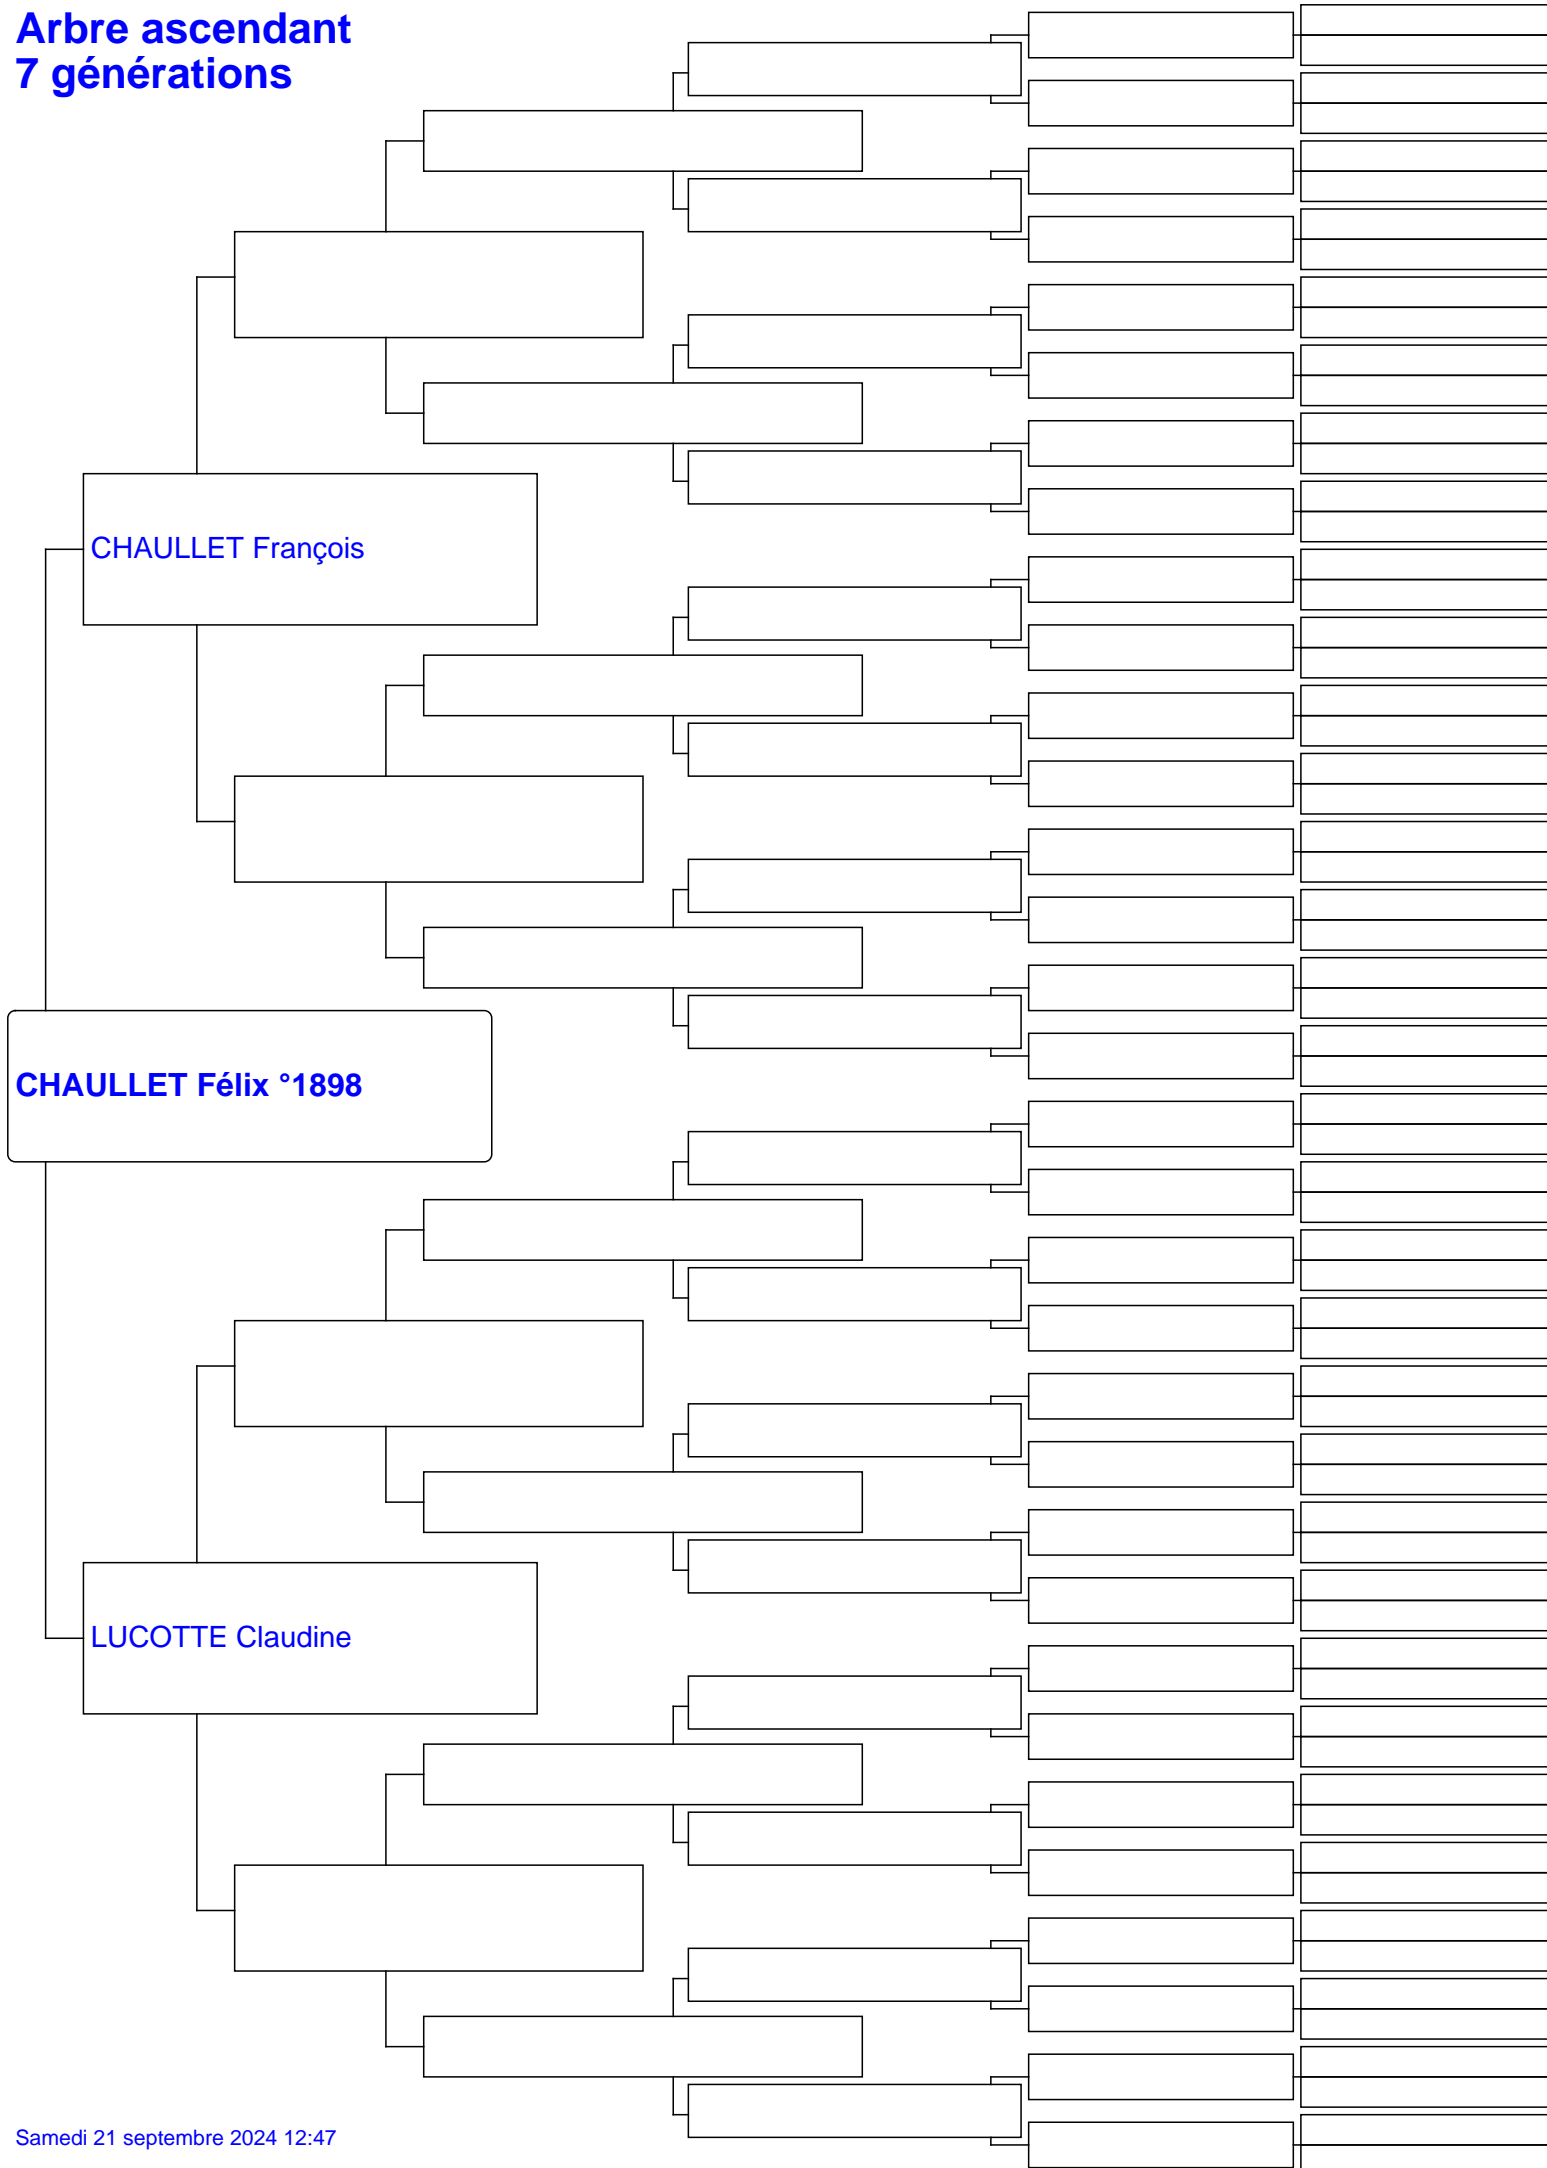 Arbre ascendant
7 générations
CHAULLET François
CHAULLET Félix °1898
LUCOTTE Claudine
Samedi 21 septembre 2024 12:47